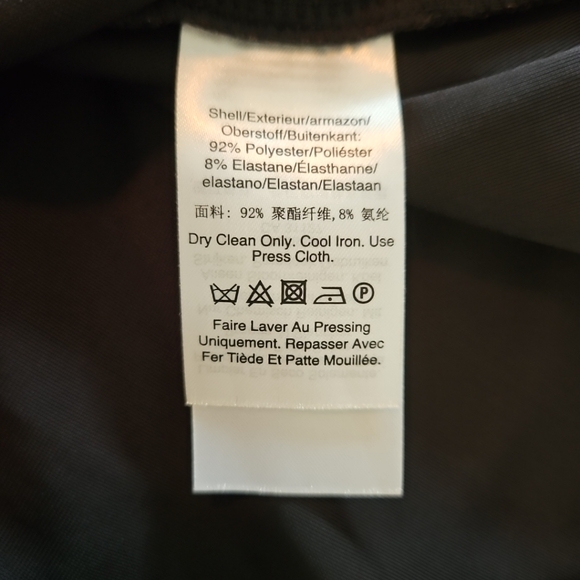 Shell/Exterieur/armazon/
Oberstoff/Buitenkant:
92% Polyester/Poliéster
8% Elastane/Élasthanne/
elastano/Elastan/Elastaan
面料: 92% 聚酯纤维,8% 氨纶
Dry Clean Only. Cool Iron. Use
Press Cloth.
P
Faire Laver Au Pressing
Uniquement. Repasser Avec
Fer Tiède Et Patte Mouillée.